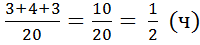 3+4+3/20 = 10/20 = 1/2 (ч)